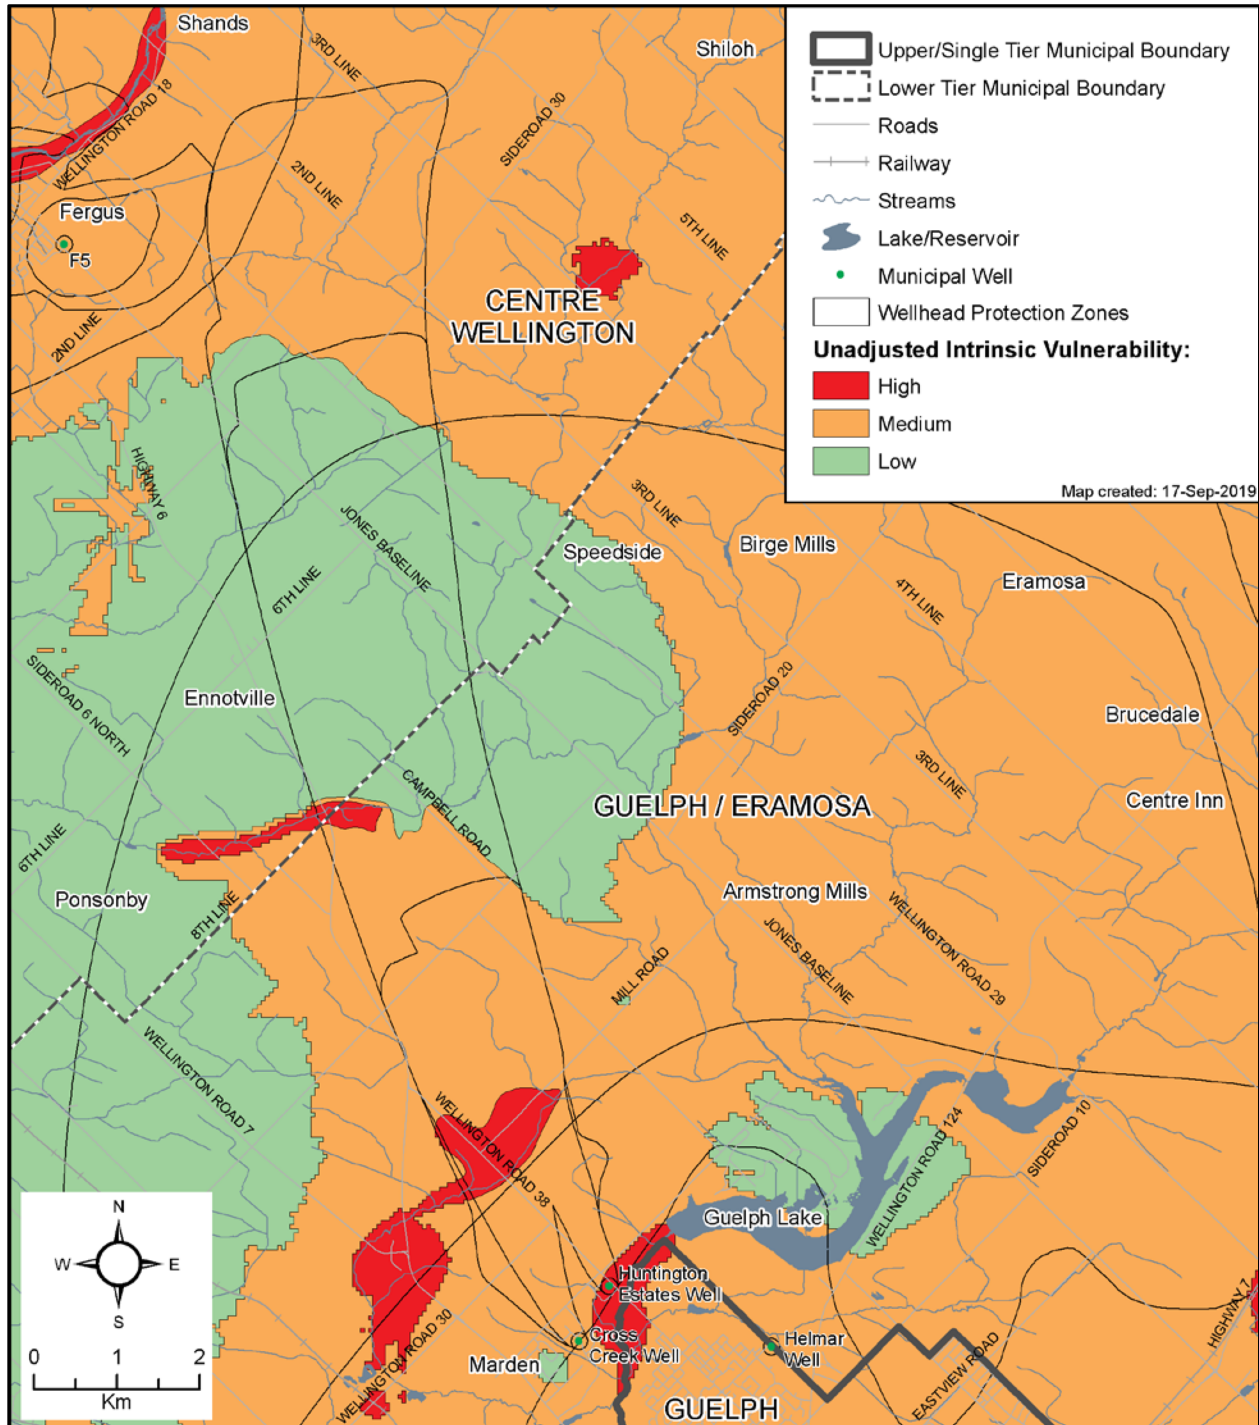 Shands
Shiloh
3RD LINE
WELLINGTON ROAD 18
SIDEROAD 30
2ND LINE
5TH LINE
Fergus
F5
2ND LINE
CENTRE
WELLINGTON
Upper/Single Tier Municipal Boundary
Lower Tier Municipal Boundary
Roads
Railway
Streams
Lake/Reservoir
Municipal Well
Wellhead Protection Zones
Unadjusted Intrinsic Vulnerability:
High
Medium
Low
Map created: 17-Sep-2019
HIGHWAY 6
JONES BASELINE
6TH LINE
3RD LINE
Speedside
Birge Mills
4TH LINE
Eramosa
SIDEROAD 6 NORTH
Ennotville
SIDEROAD 20
Brucedale
3RD LINE
CAMPBELL ROAD
GUELPH / ERAMOSA
Centre Inn
6TH LINE
Ponsonby
8TH LINE
Armstrong Mills
WELLINGTON ROAD 29
JONES BASELINE
MILL ROAD
WELLINGTON ROAD 7
WELLINGTON ROAD 38
WELLINGTON ROAD 124
SIDEROAD 10
Guelph Lake
Huntington
Estates Well
Cross
Creek Well
Helmar
Well
HIGHWAY 7
Marden
WELLINGTON ROAD 30
EASTVIEW ROAD
GUELPH
N
W
E
S
0 1 2
Km